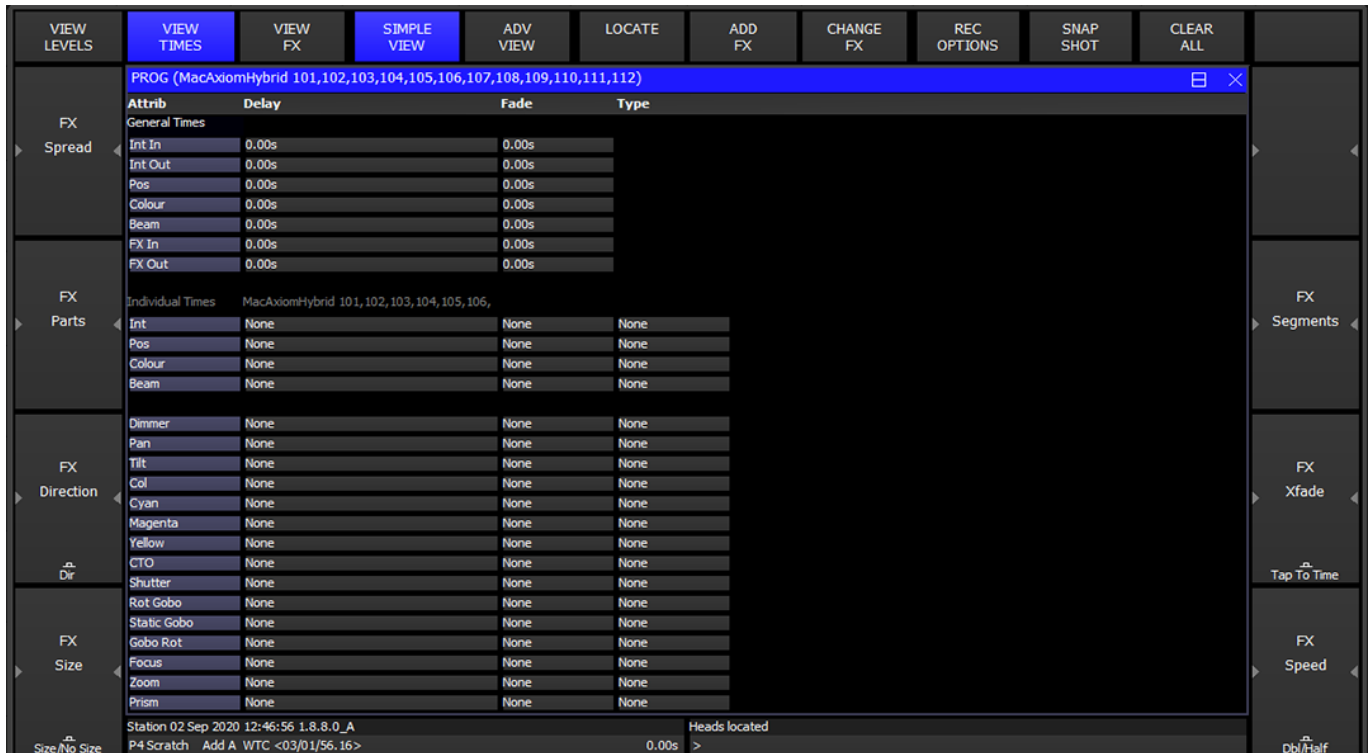 VIEW LEVELS
VIEW TIMES
VIEW FX
SIMPLE VIEW
ADV VIEW
LOCATE
ADD FX
CHANGE FX
REC OPTIONS
SNAP SHOT
CLEAR ALL
PROG (MacAxiomHybrid 101,102,103,104,105,106,107,108,109,110,111,112)
Attrib Delay Fade Type
General Times
Int In 0.00s 0.00s
Int Out 0.00s 0.00s
Pos 0.00s 0.00s
Colour 0.00s 0.00s
Beam 0.00s 0.00s
FX In 0.00s 0.00s
FX Out 0.00s 0.00s
Individual Times MacAxiomHybrid 101,102,103,104,105,106,
Int None None None
Pos None None None
Colour None None None
Beam None None None
Dimmer None None None
Pan None None None
Tilt None None None
Col None None None
Cyan None None None
Magenta None None None
Yellow None None None
CTO None None None
Shutter None None None
Rot Gobo None None None
Static Gobo None None None
Gobo Rot None None None
Focus None None None
Zoom None None None
Prism None None None
FX
Spread
FX
Parts
FX
Direction
Dir
FX
Size
Size/No Size
FX
Segments
FX
Xfade
Tap To Time
FX
Speed
Dbl/Half
Station 02 Sep 2020 12:46:56 1.8.8.0_A
Heads located
P4 Scratch Add A WTC <03/01/56.16> 0.00s >